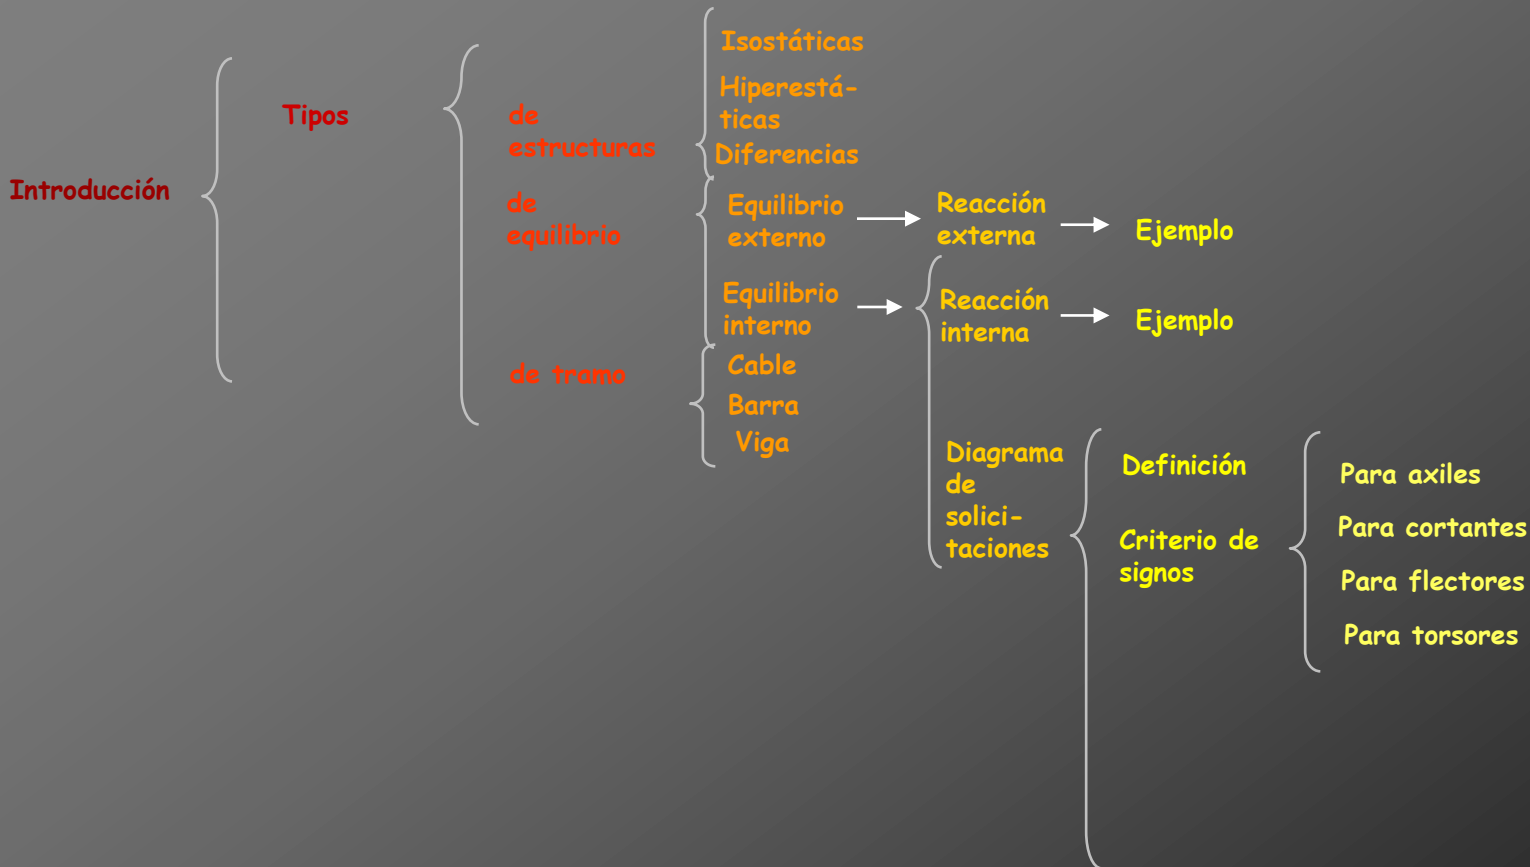 Introducción
Tipos
de
estructuras
Isostáticas
Hiperestá-
ticas
Diferencias
de
equilibrio
Equilibrio
externo
Reacción
externa
Ejemplo
Equilibrio
interno
Reacción
interna
Ejemplo
Diagrama
de
solici-
taciones
Definición
Criterio de
signos
Para axiles
Para cortantes
Para flectores
Para torsores
de tramo
Cable
Barra
Viga